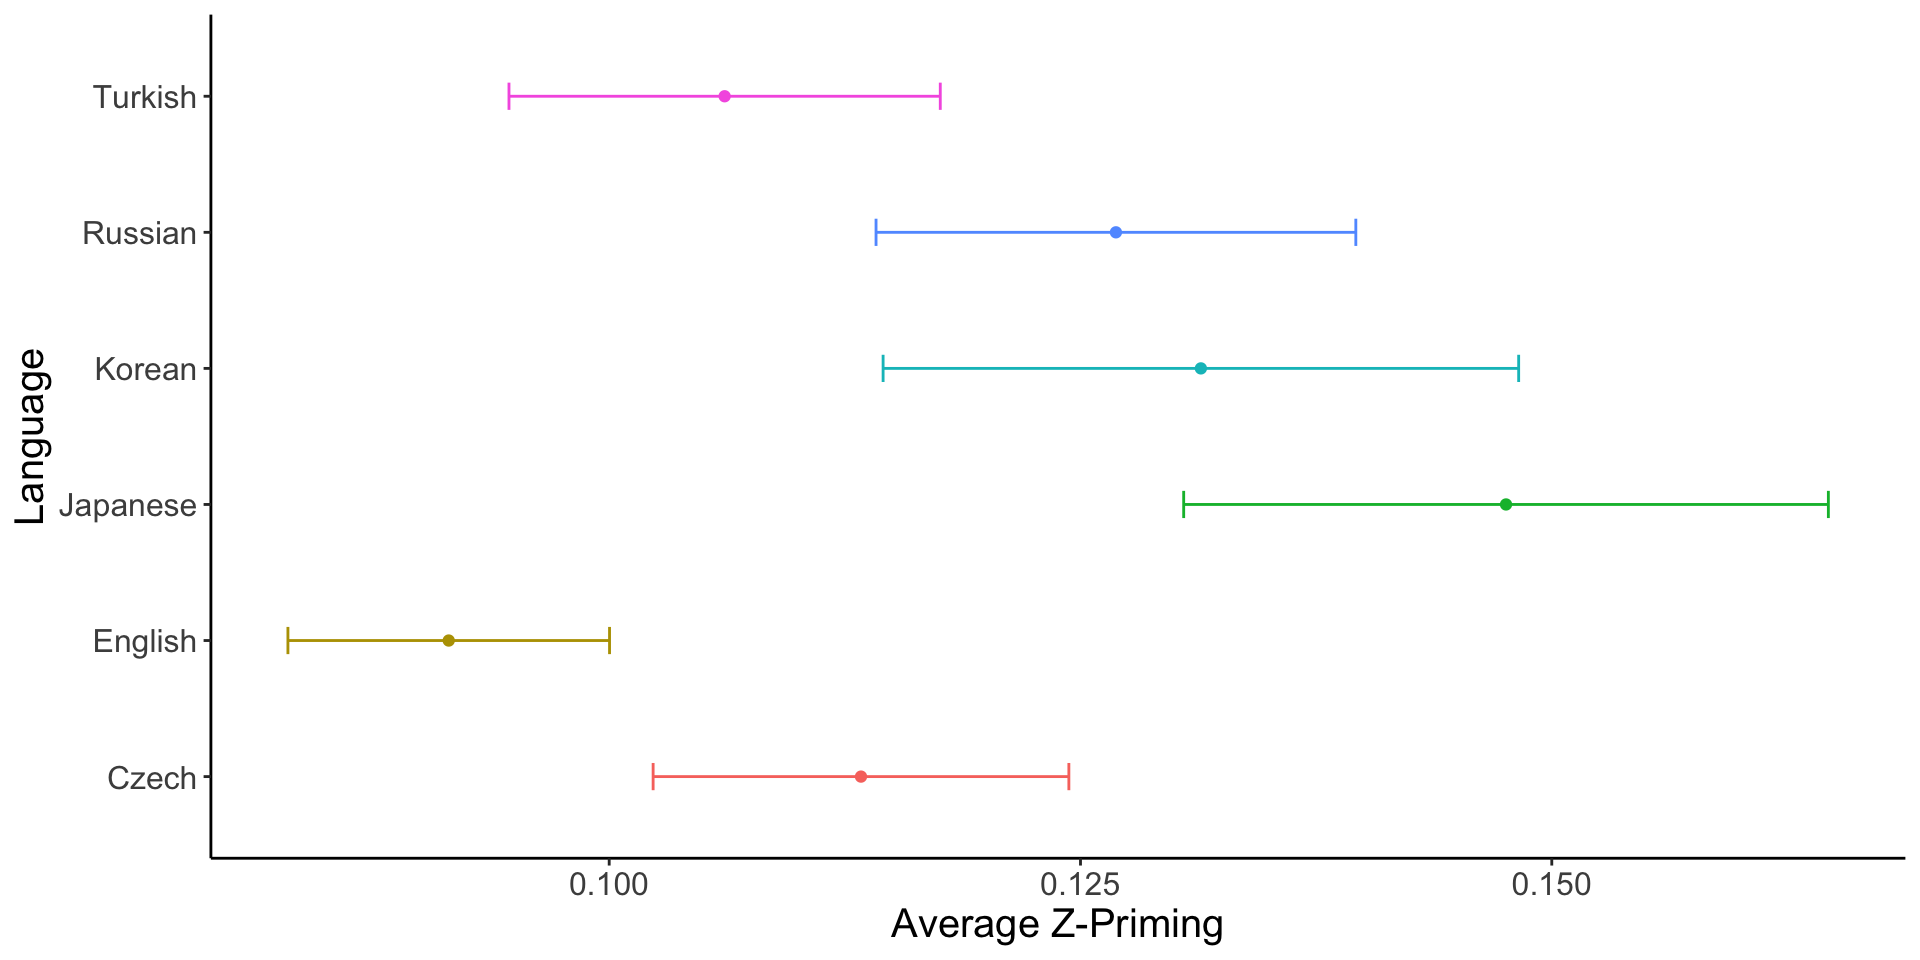 Language
Turkish
Russian
Korean
Japanese
English
Czech
0.100 0.125 0.150
Average Z-Priming